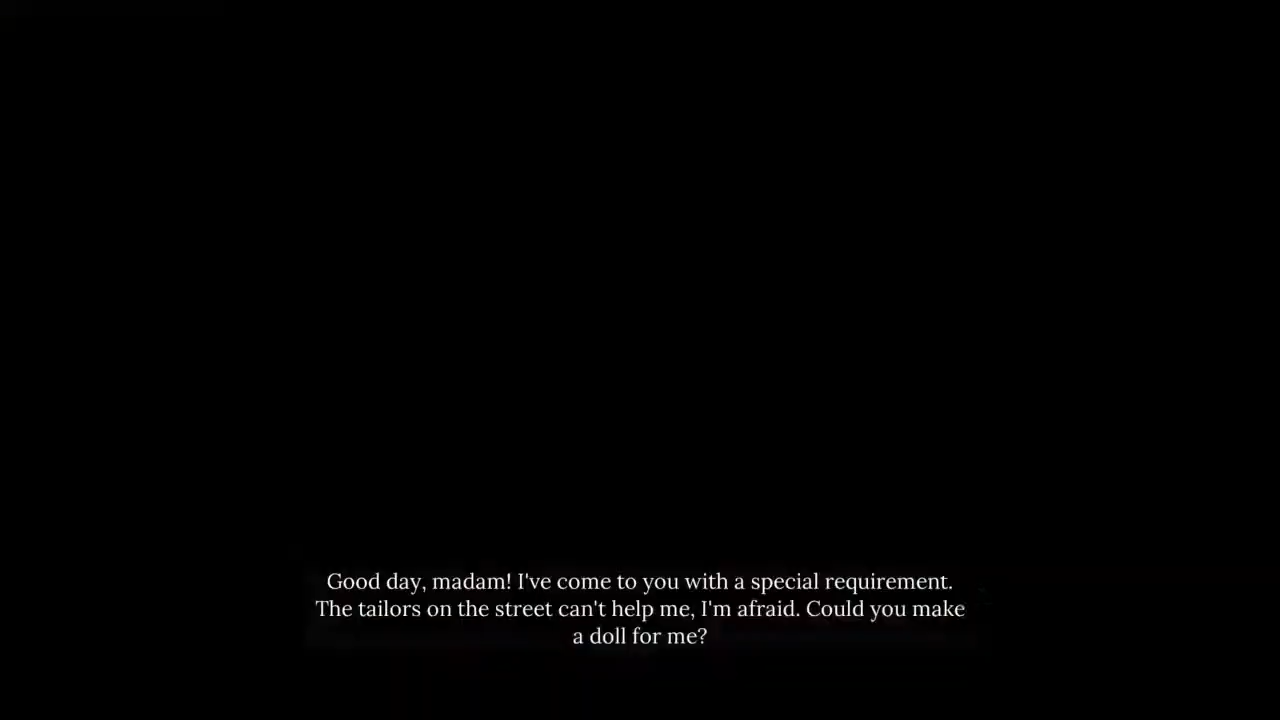 Good day, madam! I've come to you with a special requirement.
The tailors on the street can't help me, I'm afraid. Could you make
a doll for me?